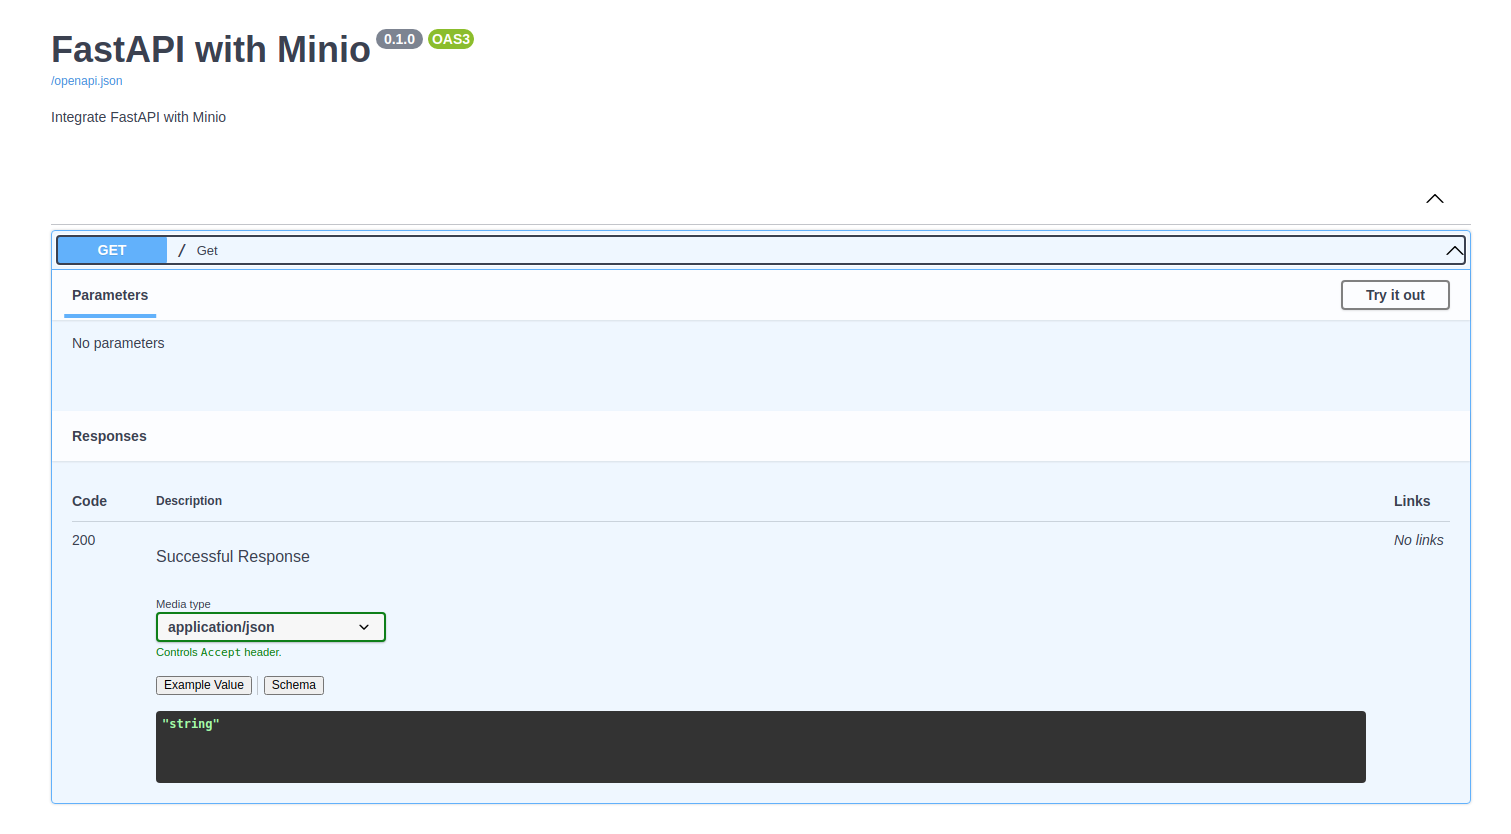 FastAPI with Minio 0.1.0 OAS3
/openapi.json
Integrate FastAPI with Minio
GET / Get
Parameters Try it out
No parameters
Responses
Code Description Links
200 Successful Response No links
Media type
application/json
Controls Accept header.
Example Value Schema
"string"